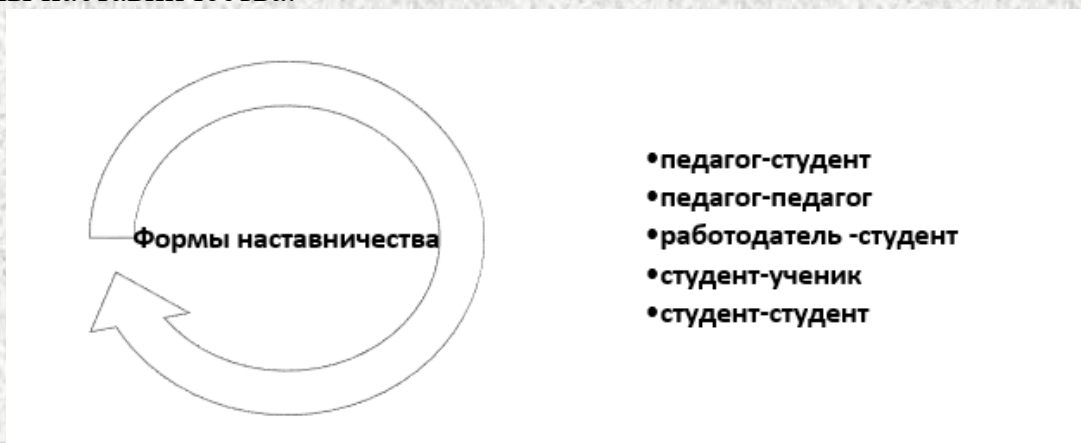 Формы наставничества
•педагог-студент
•педагог-педагог
•работодатель -студент
•студент-ученик
•студент-студент